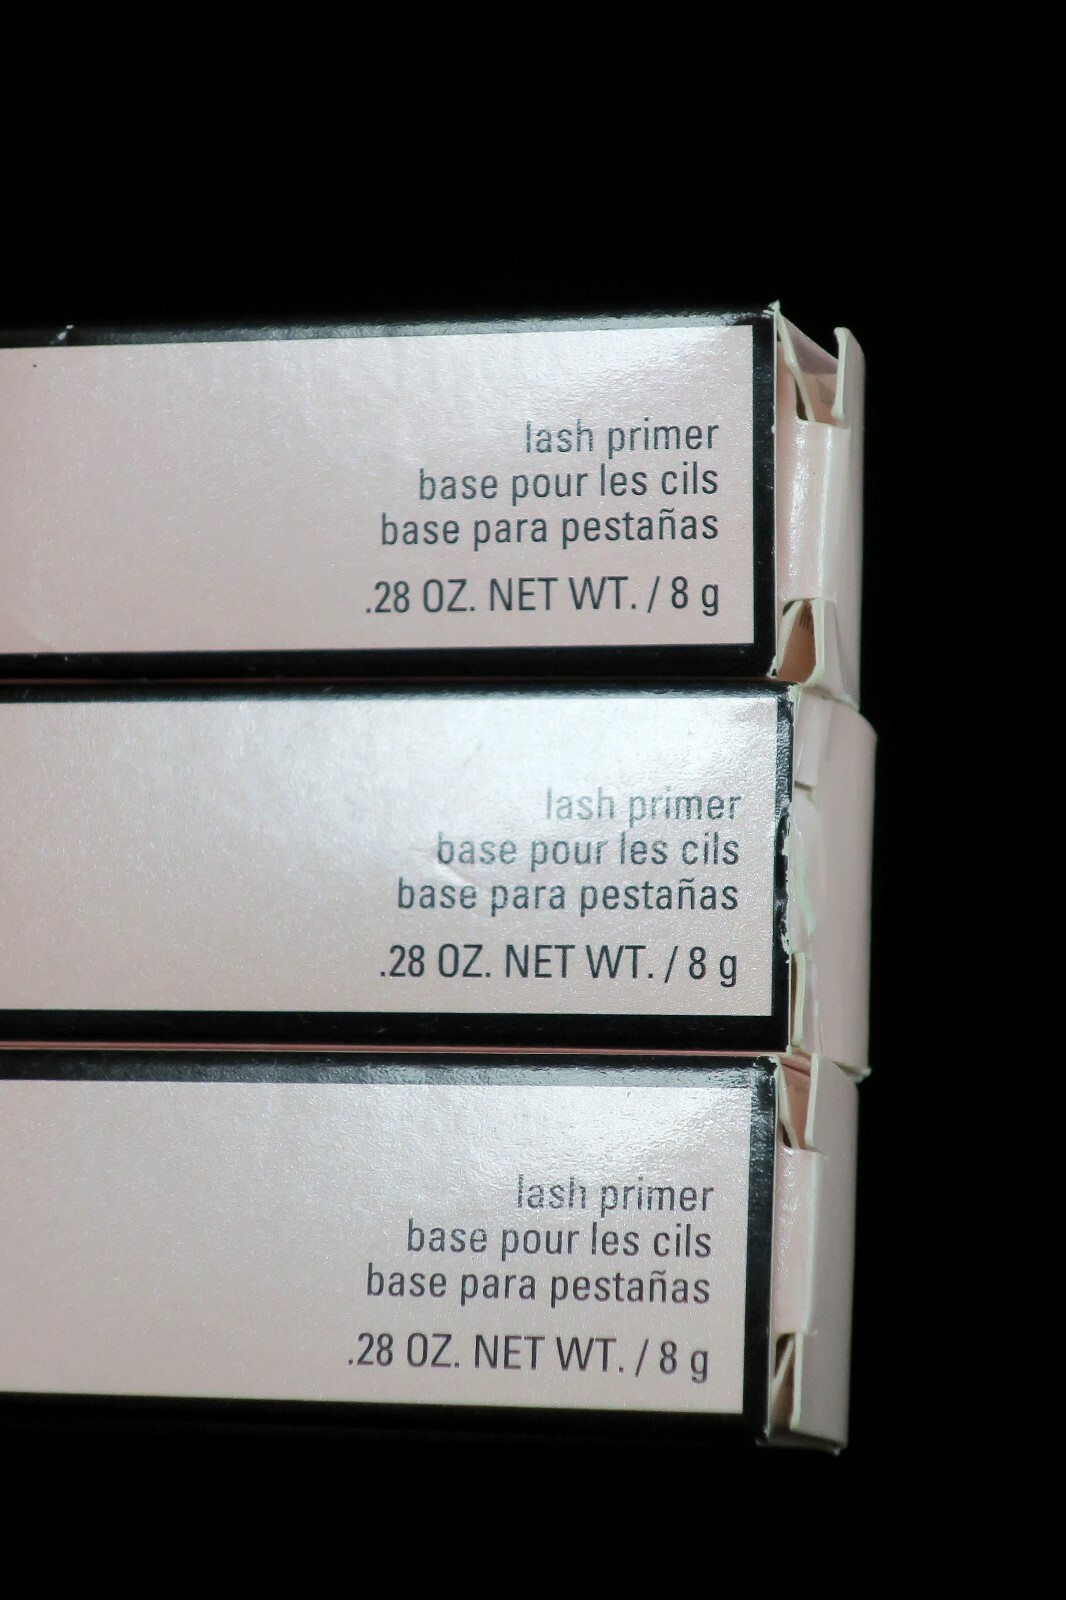 lash primer
base pour les cils
base para pestañas
.28 OZ. NET WT. / 8 g
lash primer
base pour les cils
base para pestañas
.28 OZ. NET WT. / 8 g
lash primer
base pour les cils
base para pestañas
.28 OZ. NET WT. / 8 g